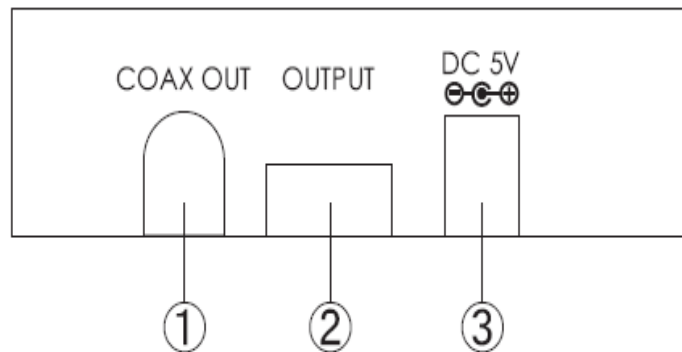 COAX OUT OUTPUT DC 5V
① ② ③